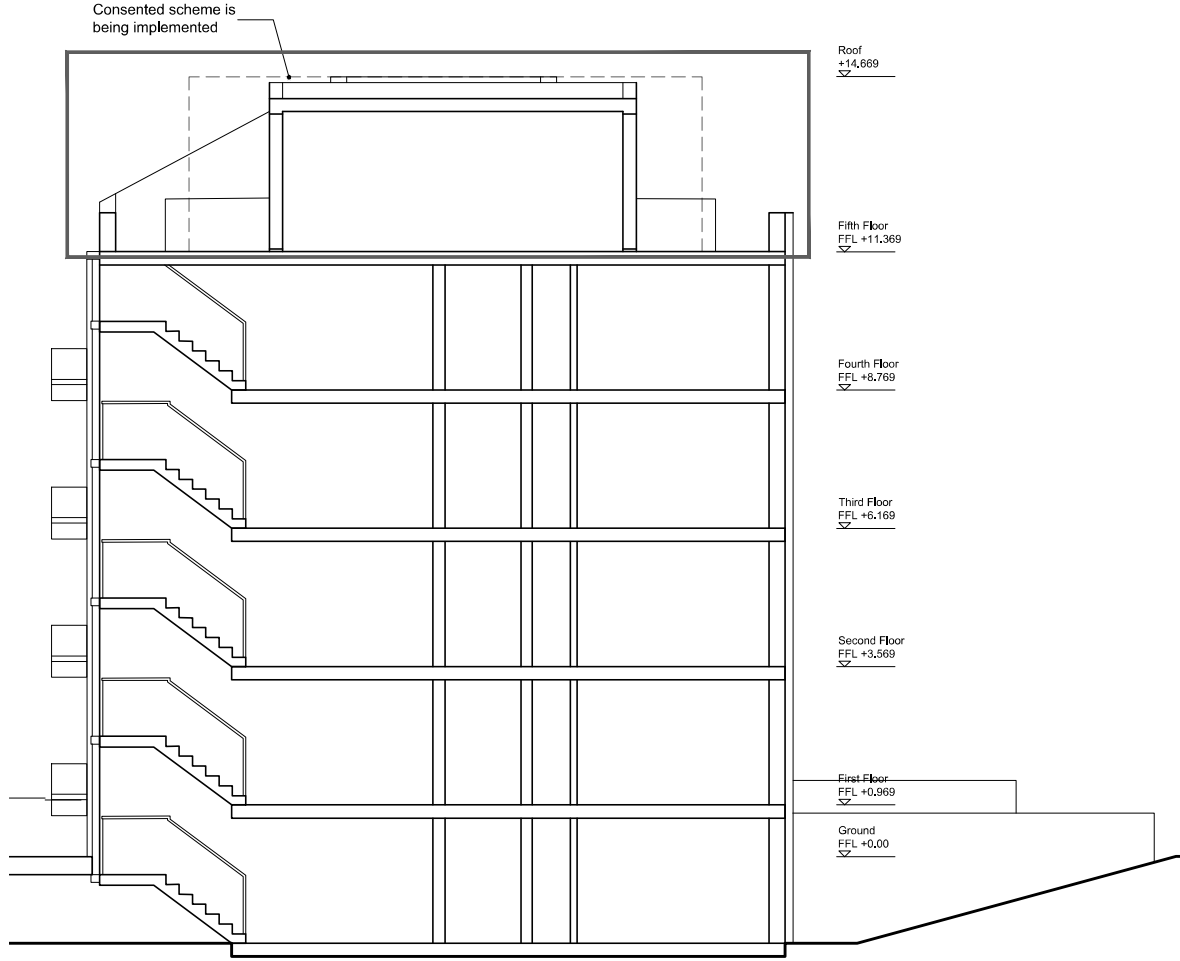 Consented scheme is
being implemented
Roof
+14.669
Fifth Floor
FFL +11.369
Fourth Floor
FFL +8.769
Third Floor
FFL +6.169
Second Floor
FFL +3.569
First Floor
FFL +0.969
Ground
FFL +0.00